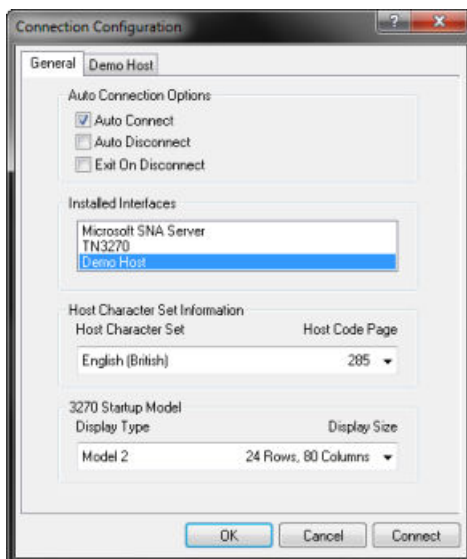 Connection Configuration
General Demo Host
Auto Connection Options
Auto Connect
Auto Disconnect
Exit On Disconnect
Installed Interfaces
Microsoft SNA Server
TN3270
Demo Host
Host Character Set Information
Host Character Set Host Code Page
English (British) 285
3270 Startup Model
Display Type Display Size
Model 2 24 Rows, 80 Columns
OK Cancel Connect